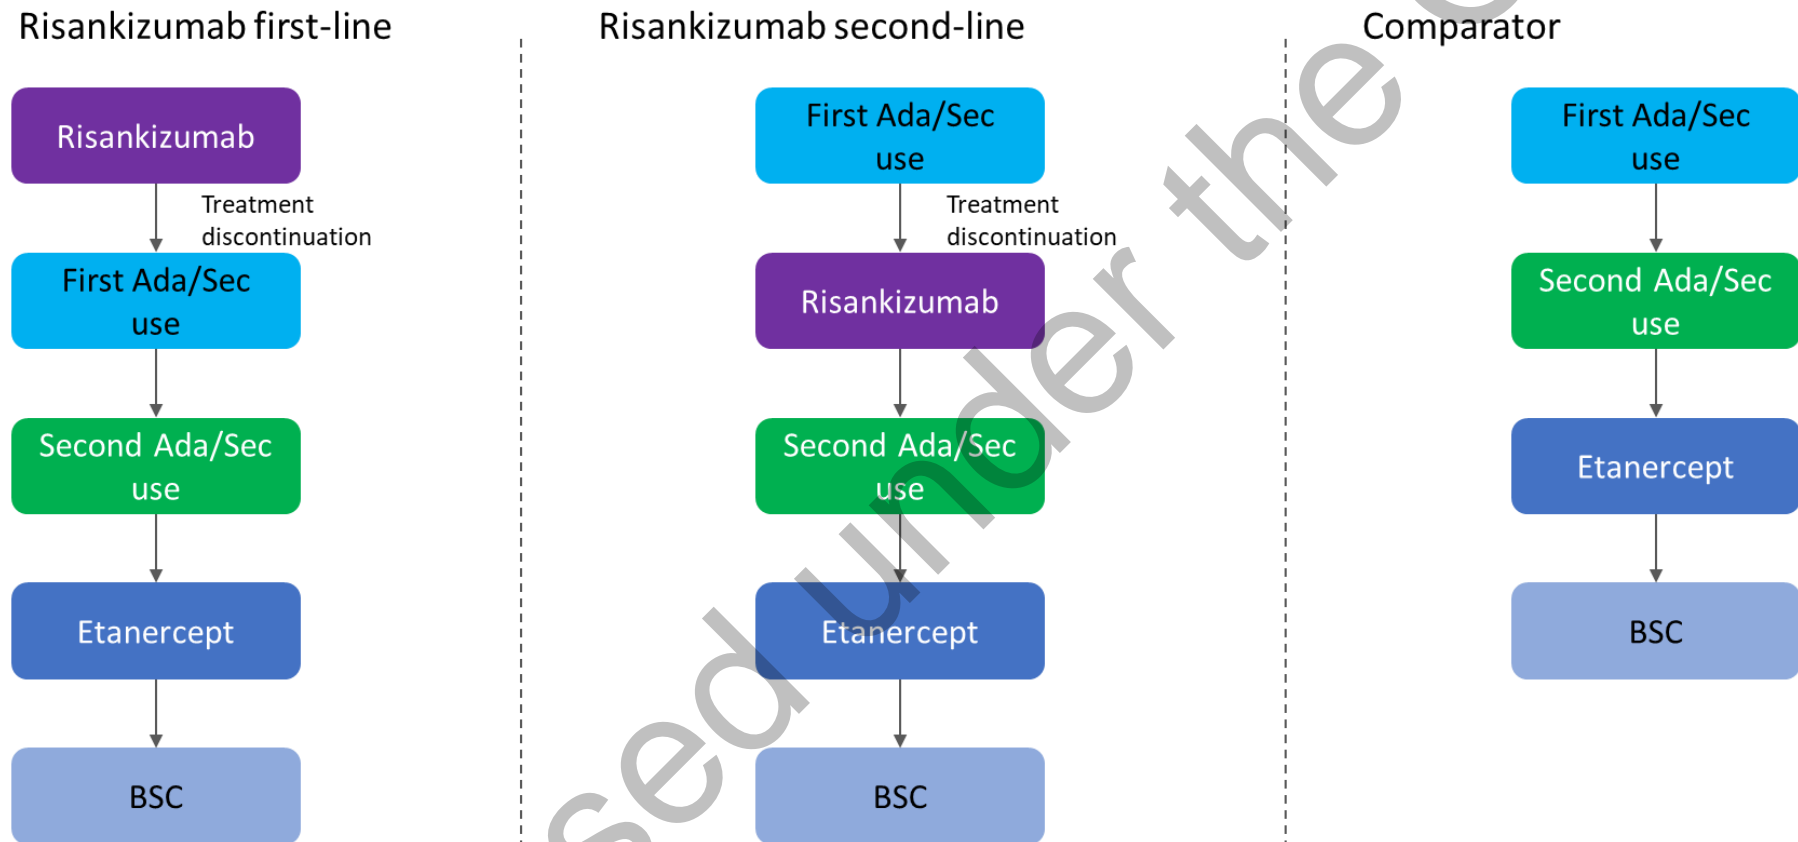 Risankizumab first-line
Risankizumab
Treatment
discontinuation
First Ada/Sec
use
Second Ada/Sec
use
Etanercept
BSC
Risankizumab second-line
First Ada/Sec
use
Treatment
discontinuation
Risankizumab
Second Ada/Sec
use
Etanercept
BSC
Comparator
First Ada/Sec
use
Second Ada/Sec
use
Etanercept
BSC
sed under the